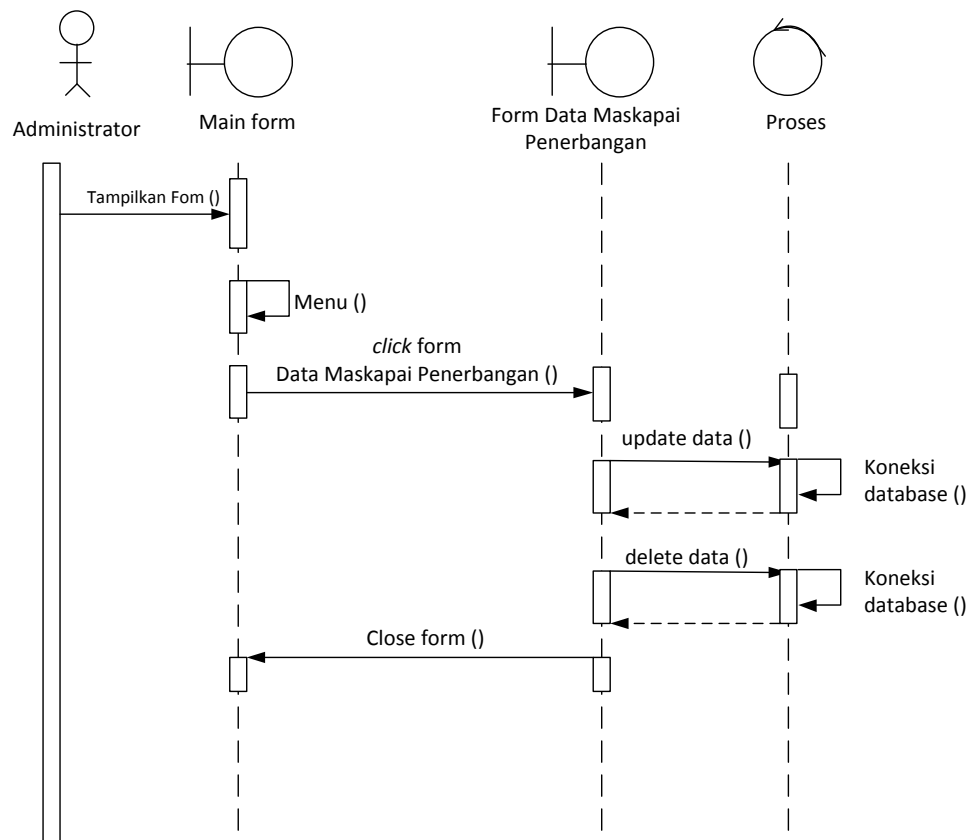 Administrator
Main form
Form Data Maskapai
Penerbangan
Proses
Tampilkan Fom ()
Menu ()
click form
Data Maskapai Penerbangan ()
update data ()
Koneksi
database ()
delete data ()
Koneksi
database ()
Close form ()